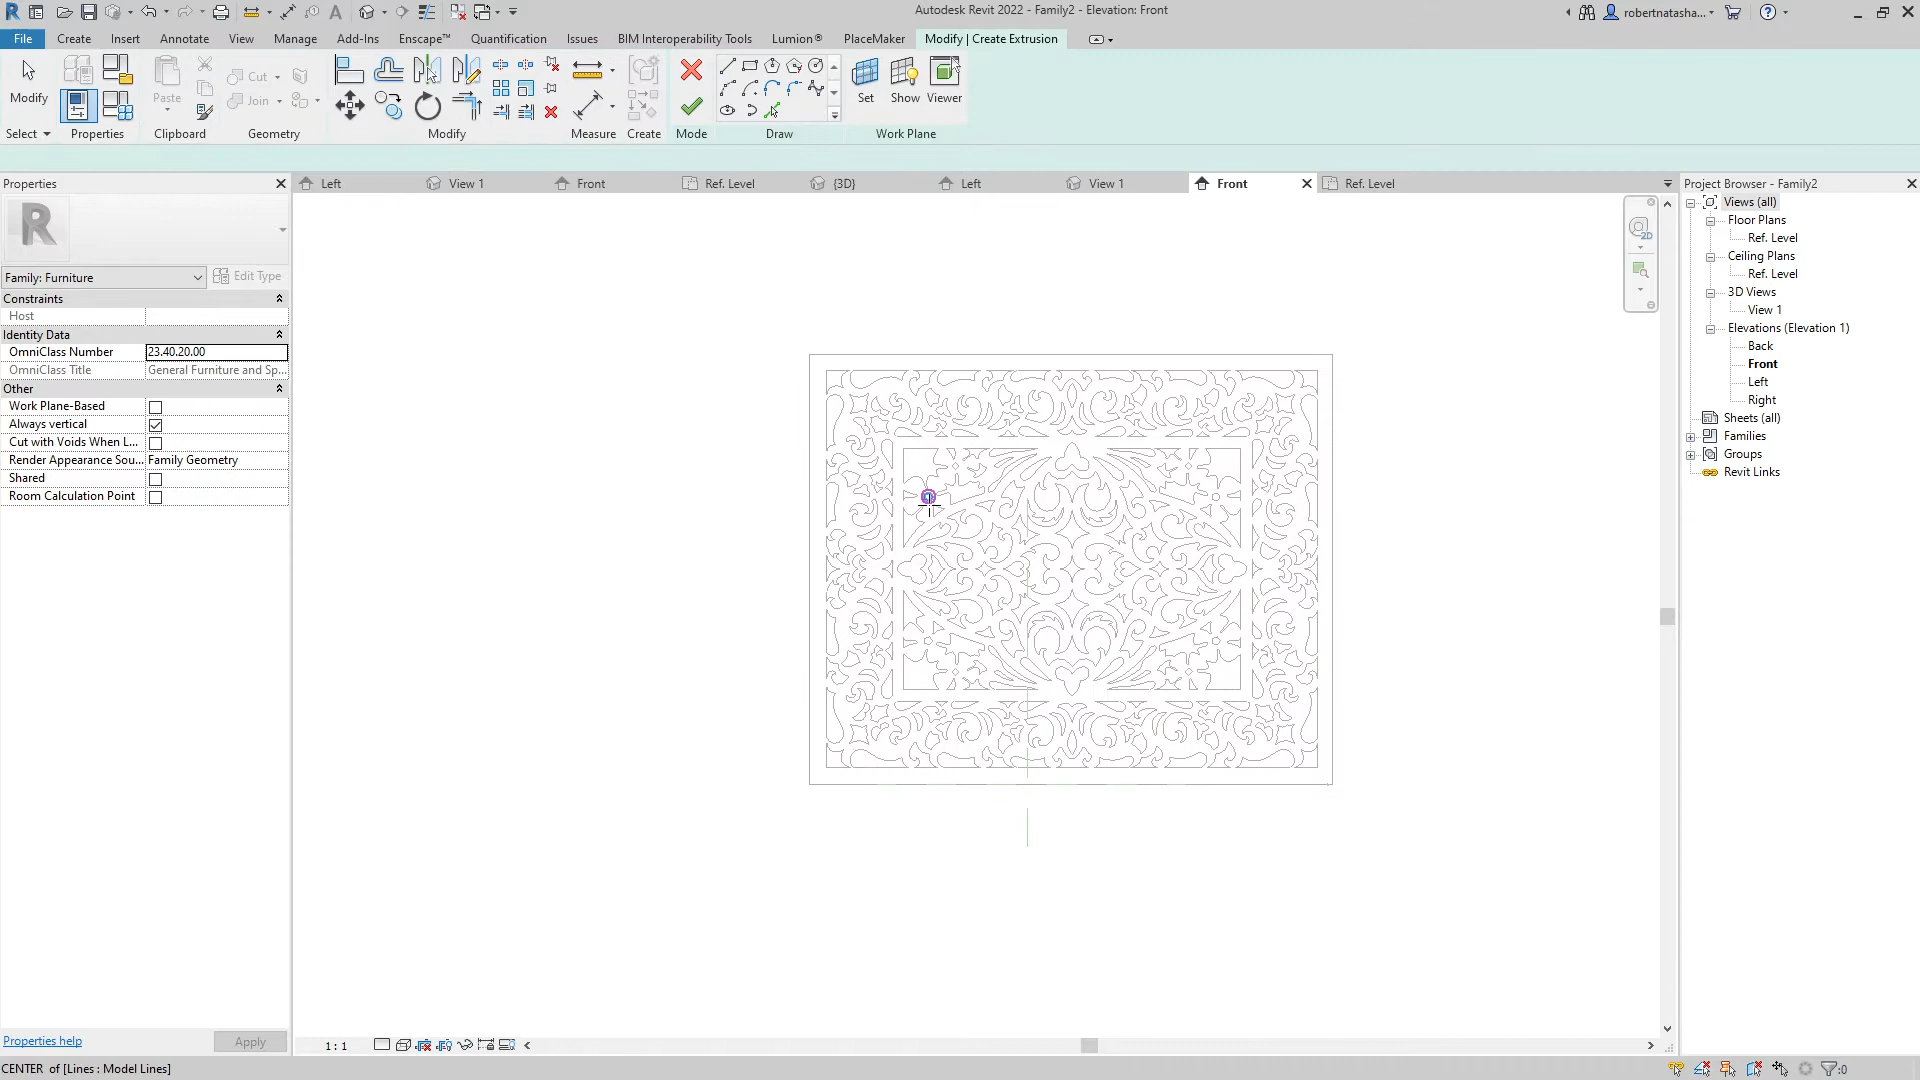 Autodesk Revit 2022 - Family2 - Elevation: Front
robertnatasha...
File Create Insert Annotate View Manage Add-Ins Enscape™ Quantification Issues BIM Interoperability Tools Lumion® PlaceMaker Modify | Create Extrusion
Modify Paste Cut Join Set Show Viewer
Select Properties Clipboard Geometry Modify Measure Create Mode Draw Work Plane
Properties
Left View 1 Front Ref. Level {3D} Left View 1 Front Ref. Level
Project Browser - Family2
R
Family: Furniture
Edit Type
Constraints
Host
Identity Data
OmniClass Number 23.40.20.00
OmniClass Title General Furniture and Sp...
Other
Work Plane-Based
Always vertical
Cut with Voids When L...
Render Appearance Sou... Family Geometry
Shared
Room Calculation Point
2D
Views (all)
Floor Plans
Ref. Level
Ceiling Plans
Ref. Level
3D Views
View 1
Elevations (Elevation 1)
Back
Front
Left
Right
Sheets (all)
Families
Groups
Revit Links
Properties help
Apply
1 : 1
CENTER of [Lines : Model Lines]
:0